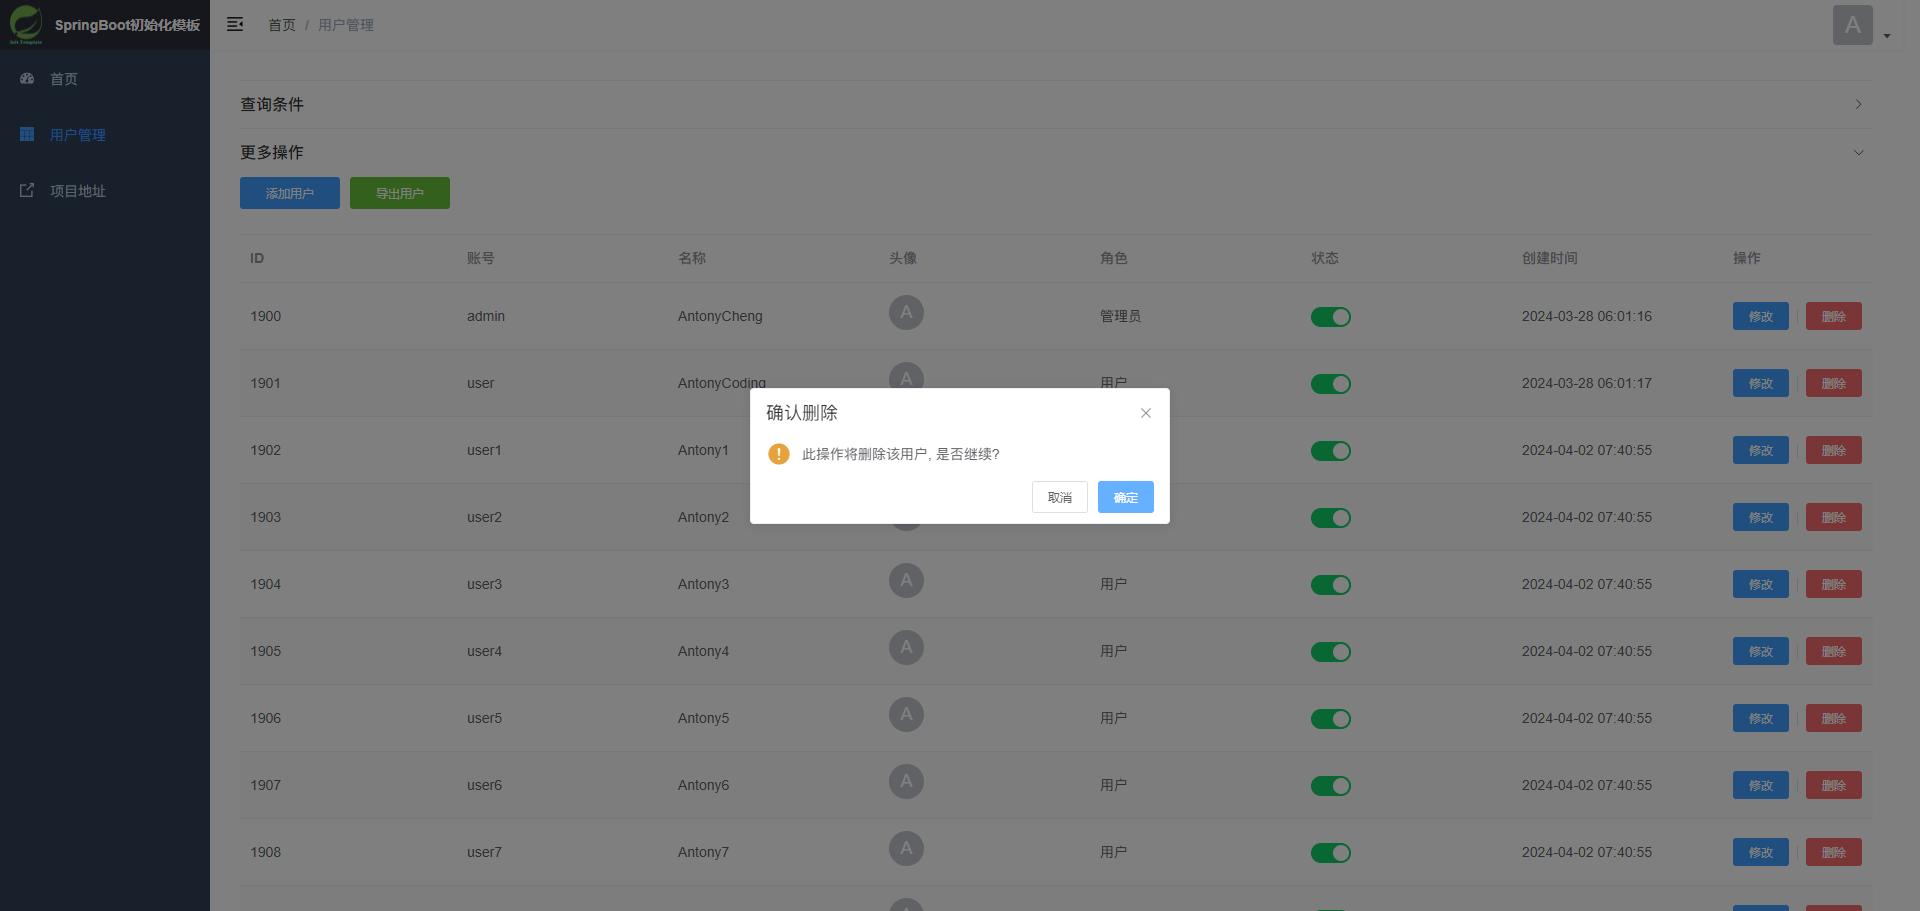 SpringBoot初始化模板
首页 / 用户管理
A
首页
用户管理
项目地址
查询条件
更多操作
添加用户 导出用户
ID 账号 名称 头像 角色 状态 创建时间 操作
1900 admin AntonyCheng A 管理员 2024-03-28 06:01:16 修改 删除
1901 user AntonyCoding A 用户 2024-03-28 06:01:17 修改 删除
确认删除
此操作将删除该用户, 是否继续?
取消 确定
1902 user1 Antony1 2024-04-02 07:40:55 修改 删除
1903 user2 Antony2 2024-04-02 07:40:55 修改 删除
1904 user3 Antony3 A 用户 2024-04-02 07:40:55 修改 删除
1905 user4 Antony4 A 用户 2024-04-02 07:40:55 修改 删除
1906 user5 Antony5 A 用户 2024-04-02 07:40:55 修改 删除
1907 user6 Antony6 A 用户 2024-04-02 07:40:55 修改 删除
1908 user7 Antony7 A 用户 2024-04-02 07:40:55 修改 删除